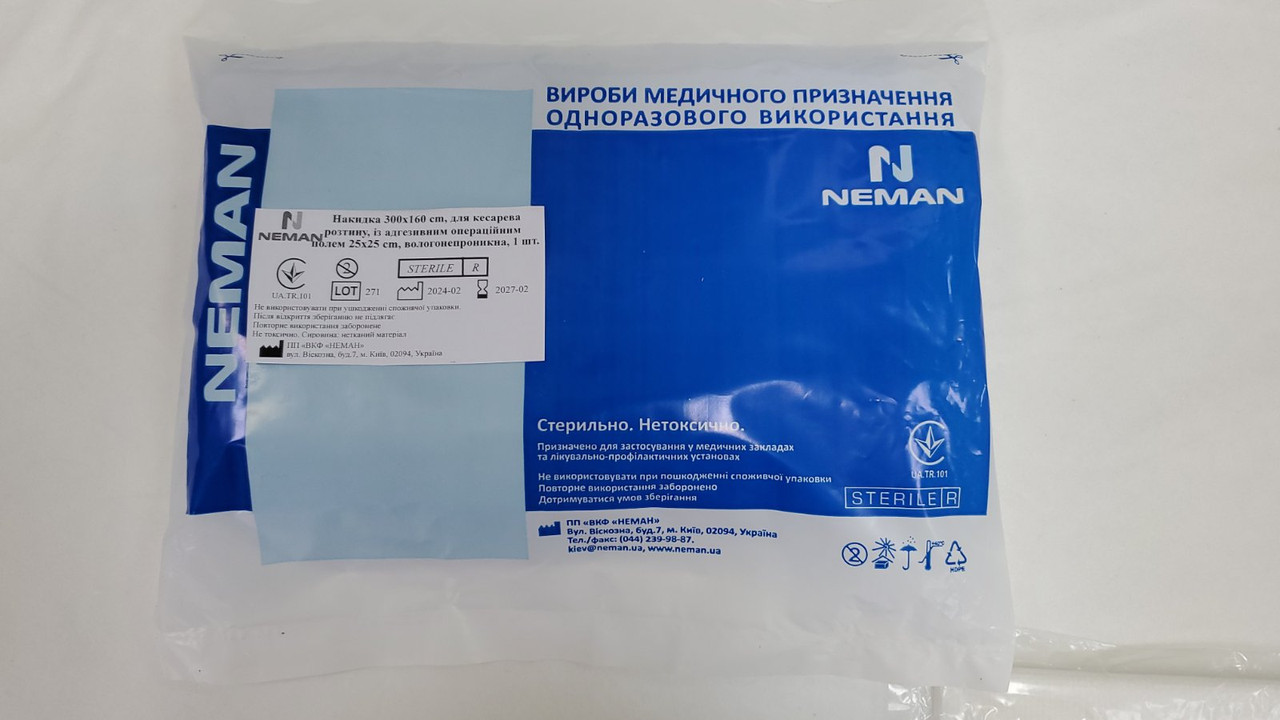 ВИРОБИ МЕДИЧНОГО ПРИЗНАЧЕННЯ
ОДНОРАЗОВОГО ВИКОРИСТАННЯ
NEMAN
NEMAN
NEMAN
Накидка 300x160 cm, для кесарева
розтину, із адгезивним операційним
полем 25x25 cm, вологонепроникна, 1 шт.
UA.TR.101
2
STERILE R
LOT 271
2024-02
2027-02
Не використовувати при ушкодженні споживчої упаковки.
Після відкриття зберіганню не підлягає
Повторне використання заборонене
Не токсично. Сировина: нетканий матеріал
ПП «ВКФ «НЕМАН»
вул. Віскозна, буд.7, м. Київ, 02094, Україна
Стерильно. Нетоксично.
Призначено для застосування у медичних закладах
та лікувально-профілактичних установах
Не використовувати при пошкодженні споживчої упаковки
Повторне використання заборонено
Дотримуватися умов зберігання
UA.TR.101
STERILE R
ПП «ВКФ «НЕМАН»
Вул. Віскозна, буд.7, м. Київ, 02094, Україна
Тел./факс: (044) 239-98-87.
kiev@neman.ua, www.neman.ua
2
HDPE